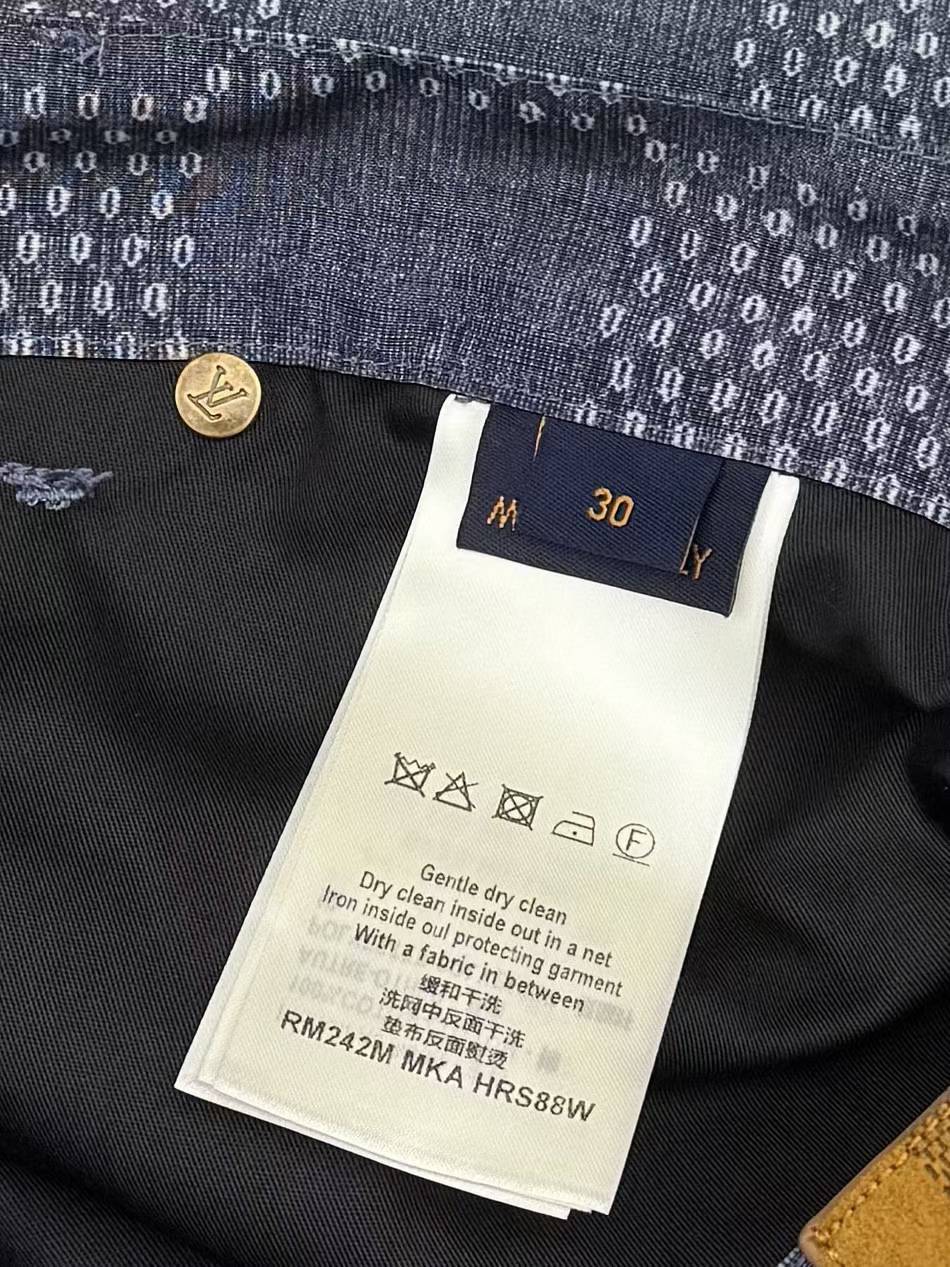 LV
M
30
LY
F
Gentle dry clean
Dry clean inside out in a net
Iron inside oul protecting garment
With a fabric in between
缓和干洗
洗网中反面干洗
垫布反面熨烫
RM242M MKA HRS88W